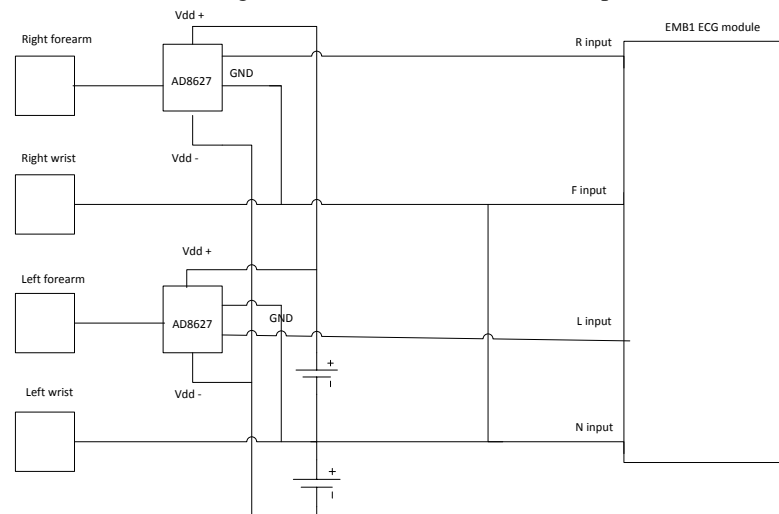 Vdd +
EMB1 ECG module
Right forearm
R input
GND
AD8627
Vdd -
Right wrist
F input
Vdd +
Left forearm
GND
L input
AD8627
+
Vdd -
Left wrist
N input
+